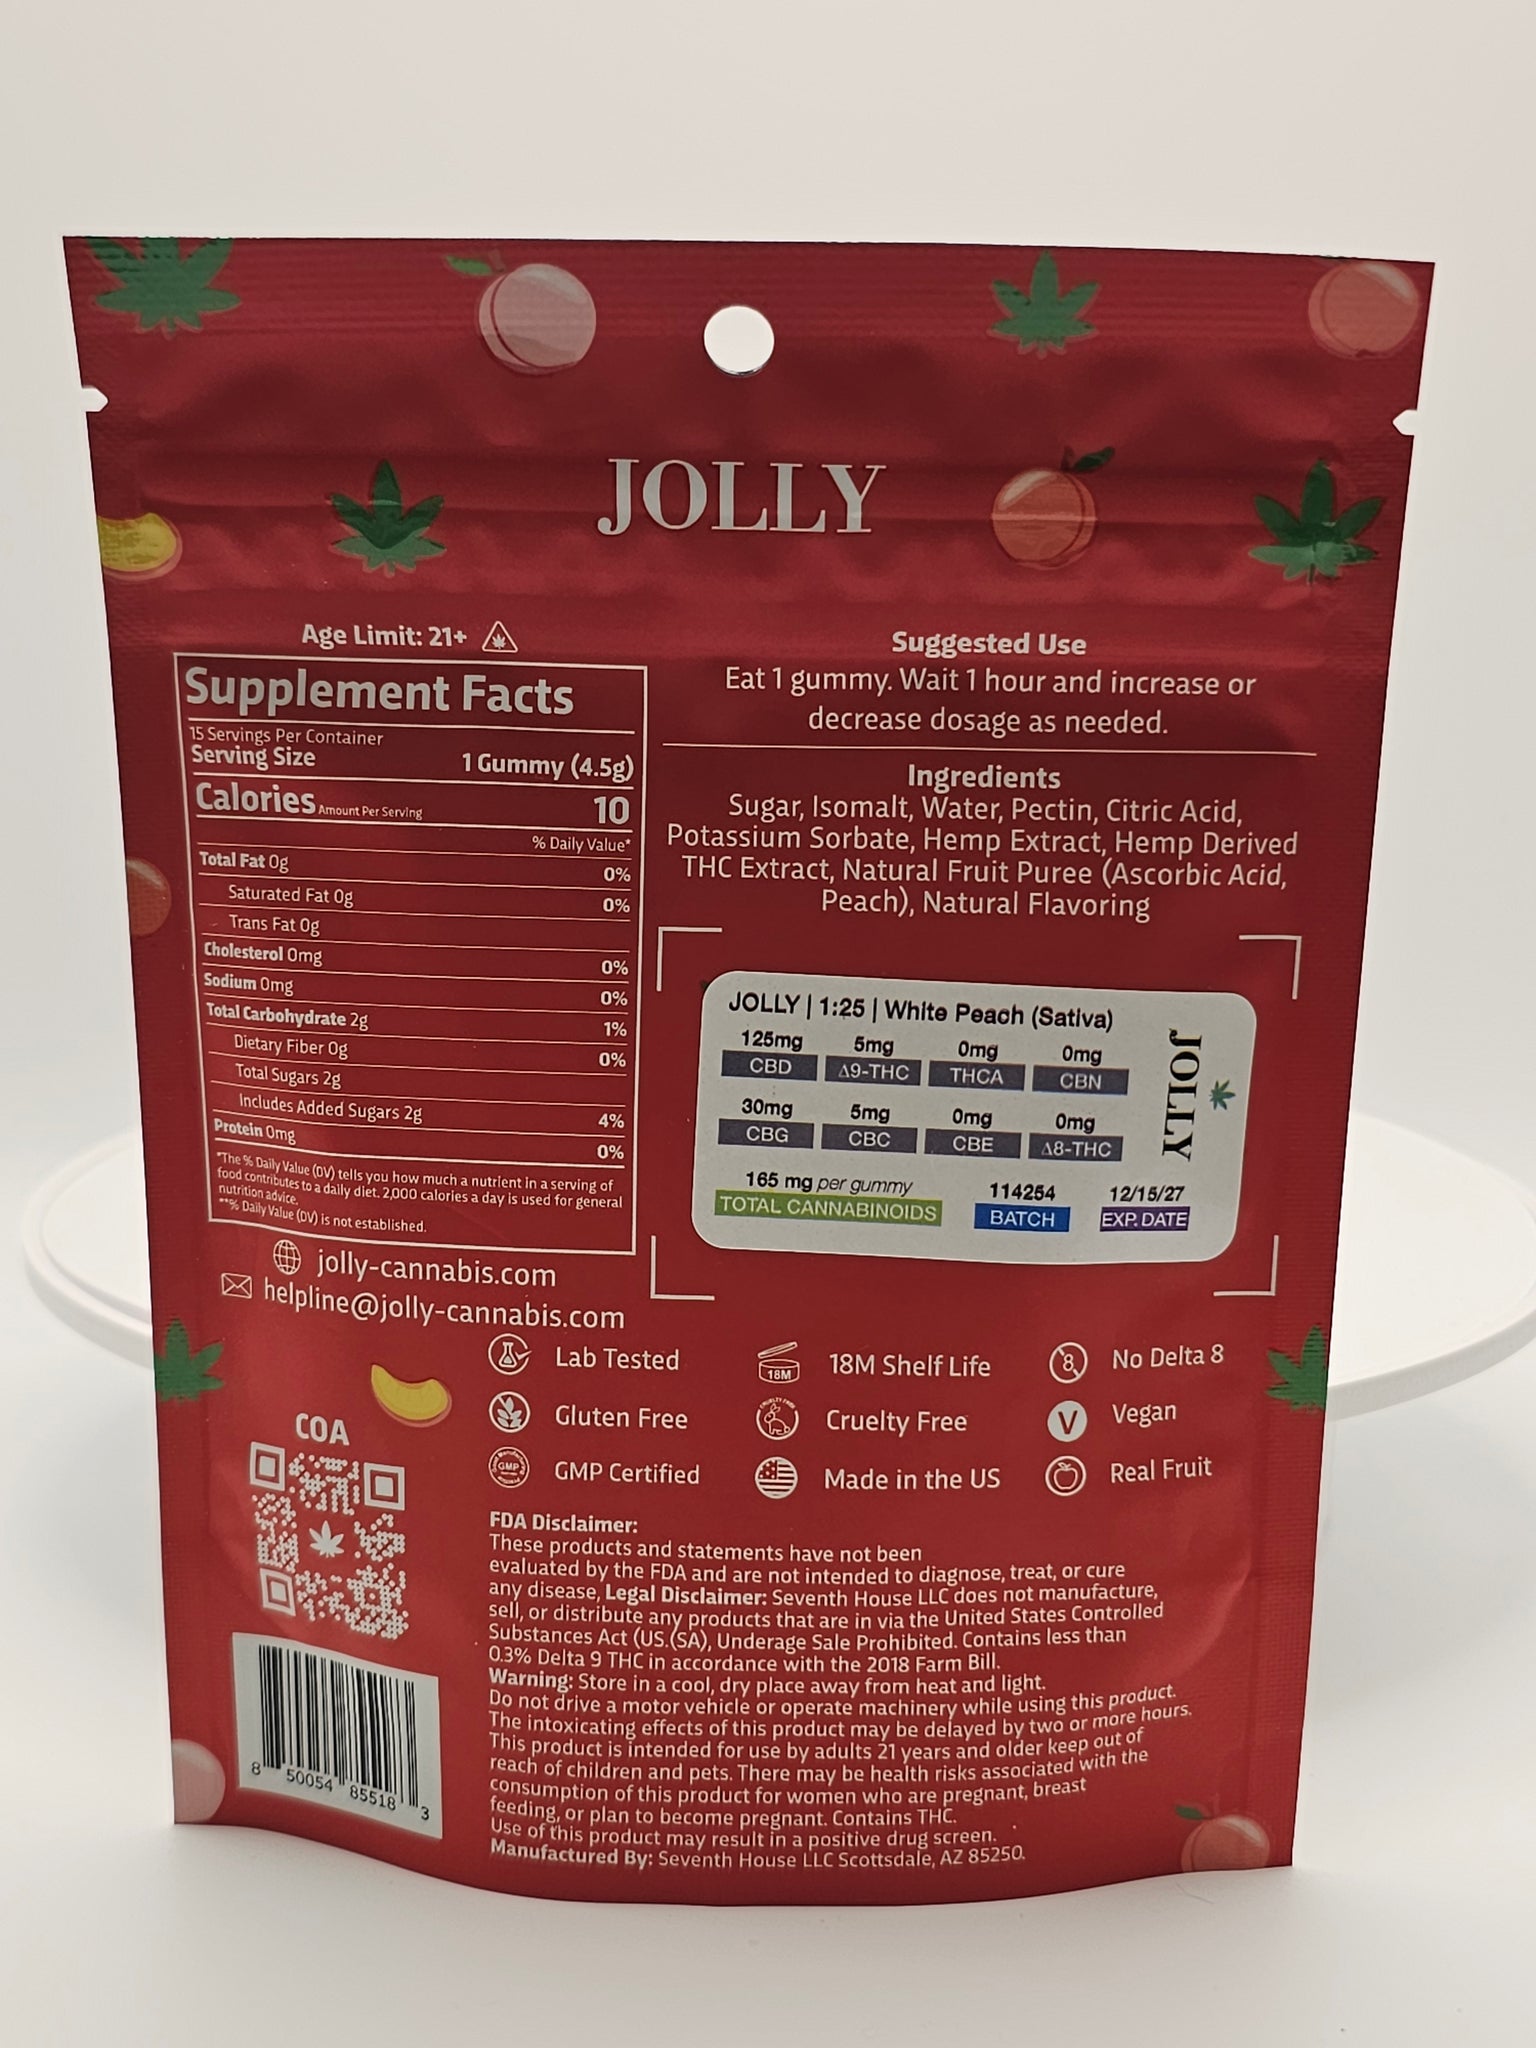 JOLLY
Age Limit: 21+
Supplement Facts
15 Servings Per Container
Serving Size 1 Gummy (4.5g)
Calories Amount Per Serving 10
% Daily Value*
Total Fat 0g 0%
Saturated Fat 0g 0%
Trans Fat 0g
Cholesterol 0mg 0%
Sodium 0mg 0%
Total Carbohydrate 2g 1%
Dietary Fiber 0g 0%
Total Sugars 2g
Includes Added Sugars 2g 4%
Protein 0mg 0%
*The % Daily Value (DV) tells you how much a nutrient in a serving of
food contributes to a daily diet. 2,000 calories a day is used for general
nutrition advice.
**% Daily Value (DV) is not established.
jolly-cannabis.com
helpline@jolly-cannabis.com
Suggested Use
Eat 1 gummy. Wait 1 hour and increase or
decrease dosage as needed.
Ingredients
Sugar, Isomalt, Water, Pectin, Citric Acid,
Potassium Sorbate, Hemp Extract, Hemp Derived
THC Extract, Natural Fruit Puree (Ascorbic Acid,
Peach), Natural Flavoring
JOLLY | 1:25 | White Peach (Sativa)
125mg 5mg 0mg 0mg
CBD Δ9-THC THCA CBN
30mg 5mg 0mg 0mg
CBG CBC CBE Δ8-THC
165 mg per gummy 114254 12/15/27
TOTAL CANNABINOIDS BATCH EXP. DATE
JOLLY
Lab Tested 18M 18M Shelf Life 8 No Delta 8
Gluten Free CRUELTY FREE Cruelty Free V Vegan
GMP GMP Certified Made in the US Real Fruit
COA
FDA Disclaimer:
These products and statements have not been
evaluated by the FDA and are not intended to diagnose, treat, or cure
any disease, Legal Disclaimer: Seventh House LLC does not manufacture,
sell, or distribute any products that are in via the United States Controlled
Substances Act (US.(SA), Underage Sale Prohibited. Contains less than
0.3% Delta 9 THC in accordance with the 2018 Farm Bill.
Warning: Store in a cool, dry place away from heat and light.
Do not drive a motor vehicle or operate machinery while using this product.
The intoxicating effects of this product may be delayed by two or more hours.
This product is intended for use by adults 21 years and older keep out of
reach of children and pets. There may be health risks associated with the
consumption of this product for women who are pregnant, breast
feeding, or plan to become pregnant. Contains THC.
Use of this product may result in a positive drug screen.
Manufactured By: Seventh House LLC Scottsdale, AZ 85250.
8 50054 85518 3